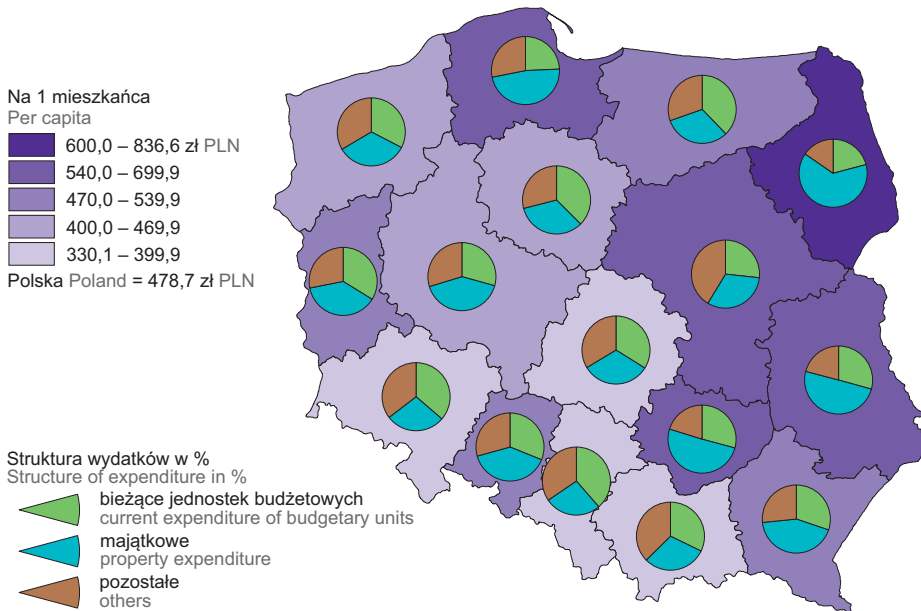 Na 1 mieszkańca
Per capita
600,0 – 836,6 zł PLN
540,0 – 699,9
470,0 – 539,9
400,0 – 469,9
330,1 – 399,9
Polska Poland = 478,7 zł PLN
Struktura wydatków w %
Structure of expenditure in %
bieżące jednostek budżetowych
current expenditure of budgetary units
majątkowe
property expenditure
pozostałe
others